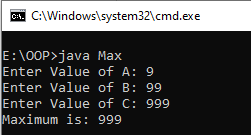 C:\Windows\system32\cmd.exe
E:\OOP>java Max
Enter Value of A: 9
Enter Value of B: 99
Enter Value of C: 999
Maximum is: 999